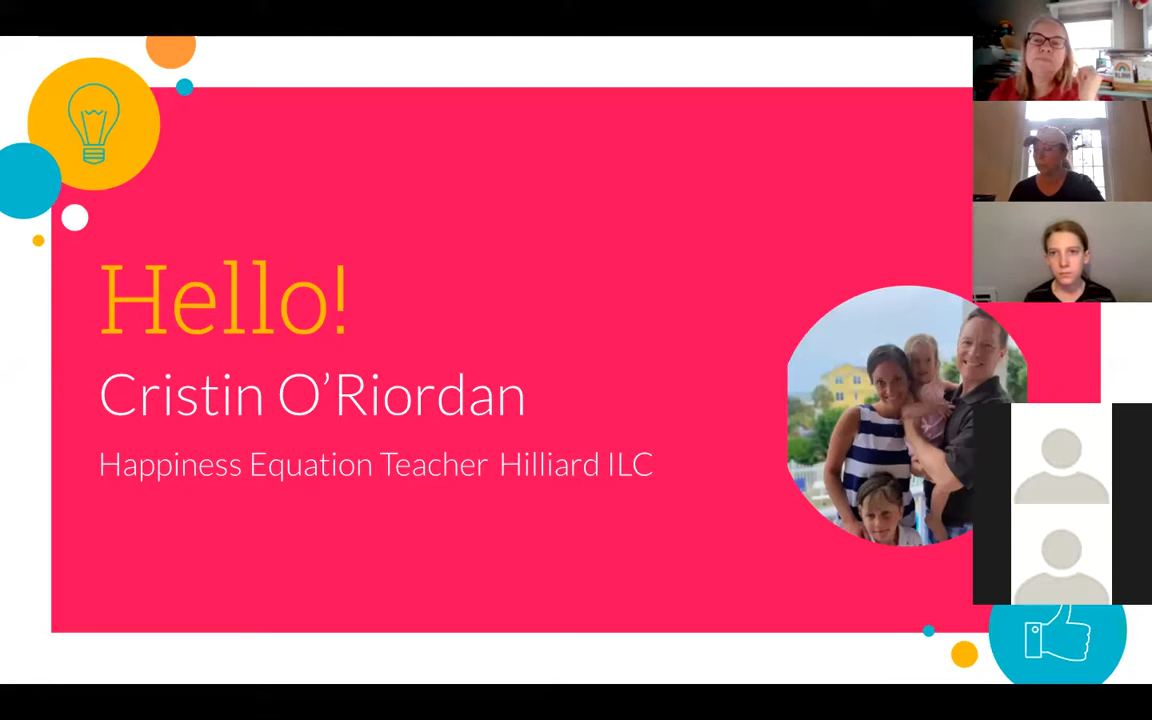 Hello!
Cristin O’Riordan
Happiness Equation Teacher Hilliard ILC